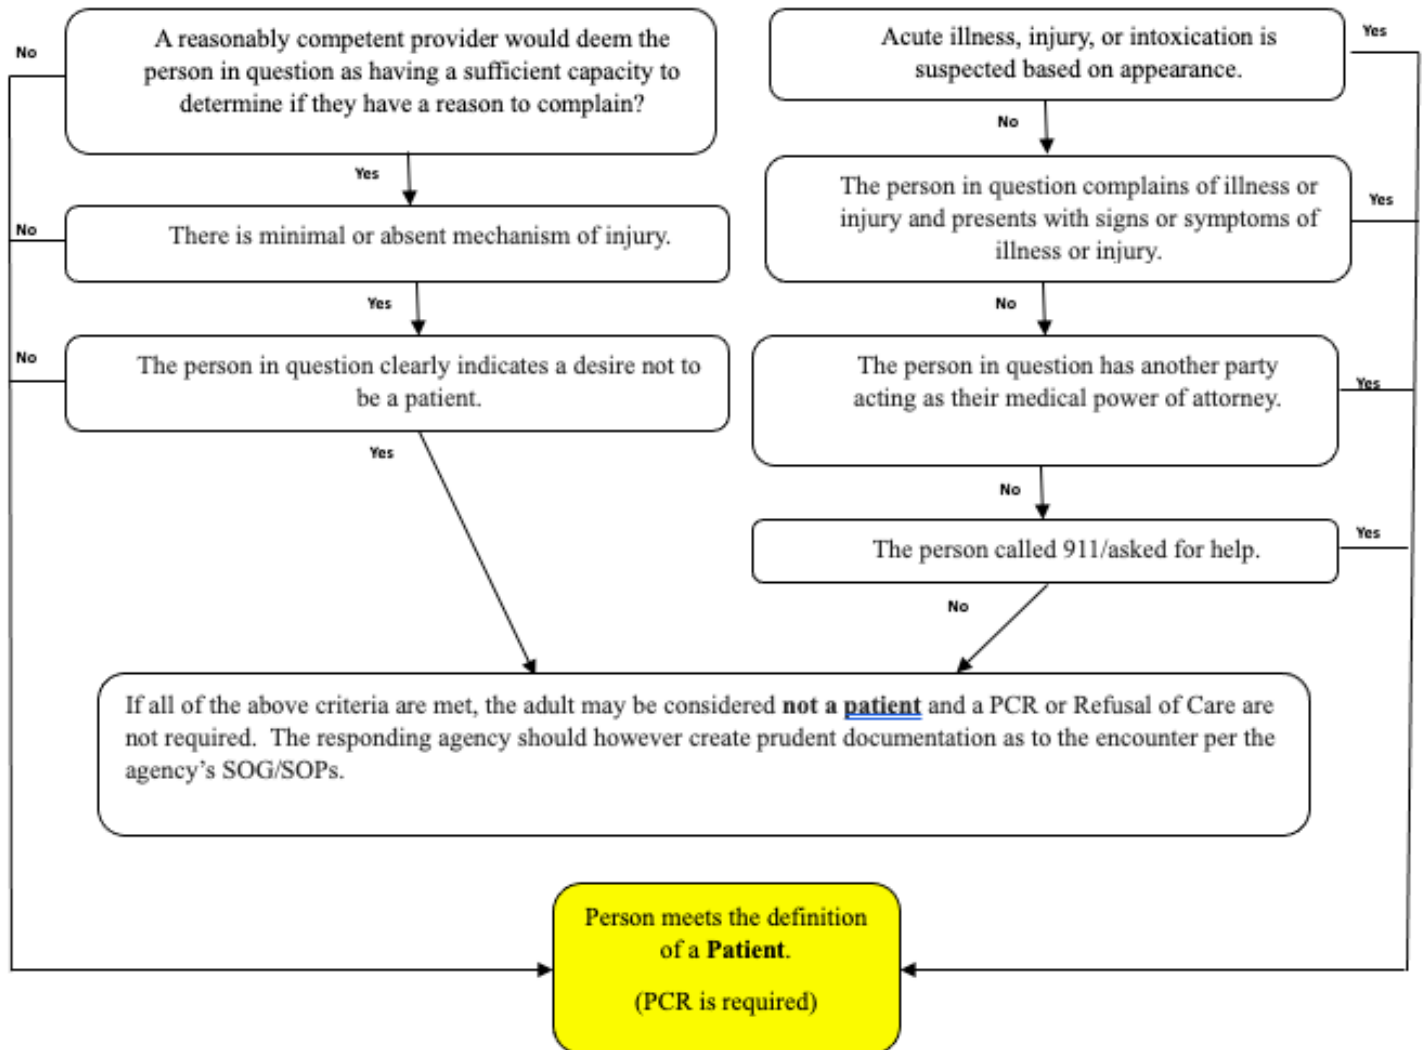 No
A reasonably competent provider would deem the
person in question as having a sufficient capacity to
determine if they have a reason to complain?
Yes
No
There is minimal or absent mechanism of injury.
Yes
No
The person in question clearly indicates a desire not to
be a patient.
Yes
Acute illness, injury, or intoxication is
suspected based on appearance.
Yes
No
The person in question complains of illness or
injury and presents with signs or symptoms of
illness or injury.
Yes
No
The person in question has another party
acting as their medical power of attorney.
Yes
No
The person called 911/asked for help.
Yes
No
If all of the above criteria are met, the adult may be considered not a patient and a PCR or Refusal of Care are
not required.  The responding agency should however create prudent documentation as to the encounter per the
agency’s SOG/SOPs.
Person meets the definition
of a Patient.
(PCR is required)